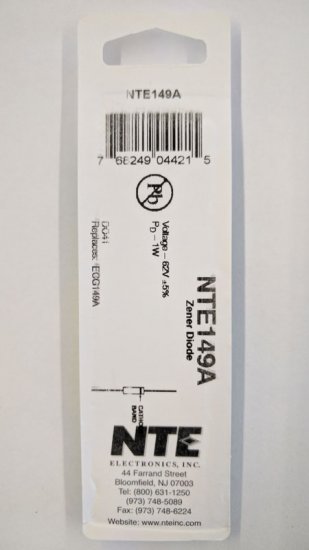 NTE149A
7 68249 04421 5
Pb
NTE149A
Zener Diode
Voltage – 62V ±5%
PD – 1W
DO41
Replaces: ECG149A
CATHODE
BAND
NTE
ELECTRONICS, INC.
44 Farrand Street
Bloomfield, NJ 07003
Tel: (800) 631-1250
(973) 748-5089
Fax: (973) 748-6224
Website: www.nteinc.com